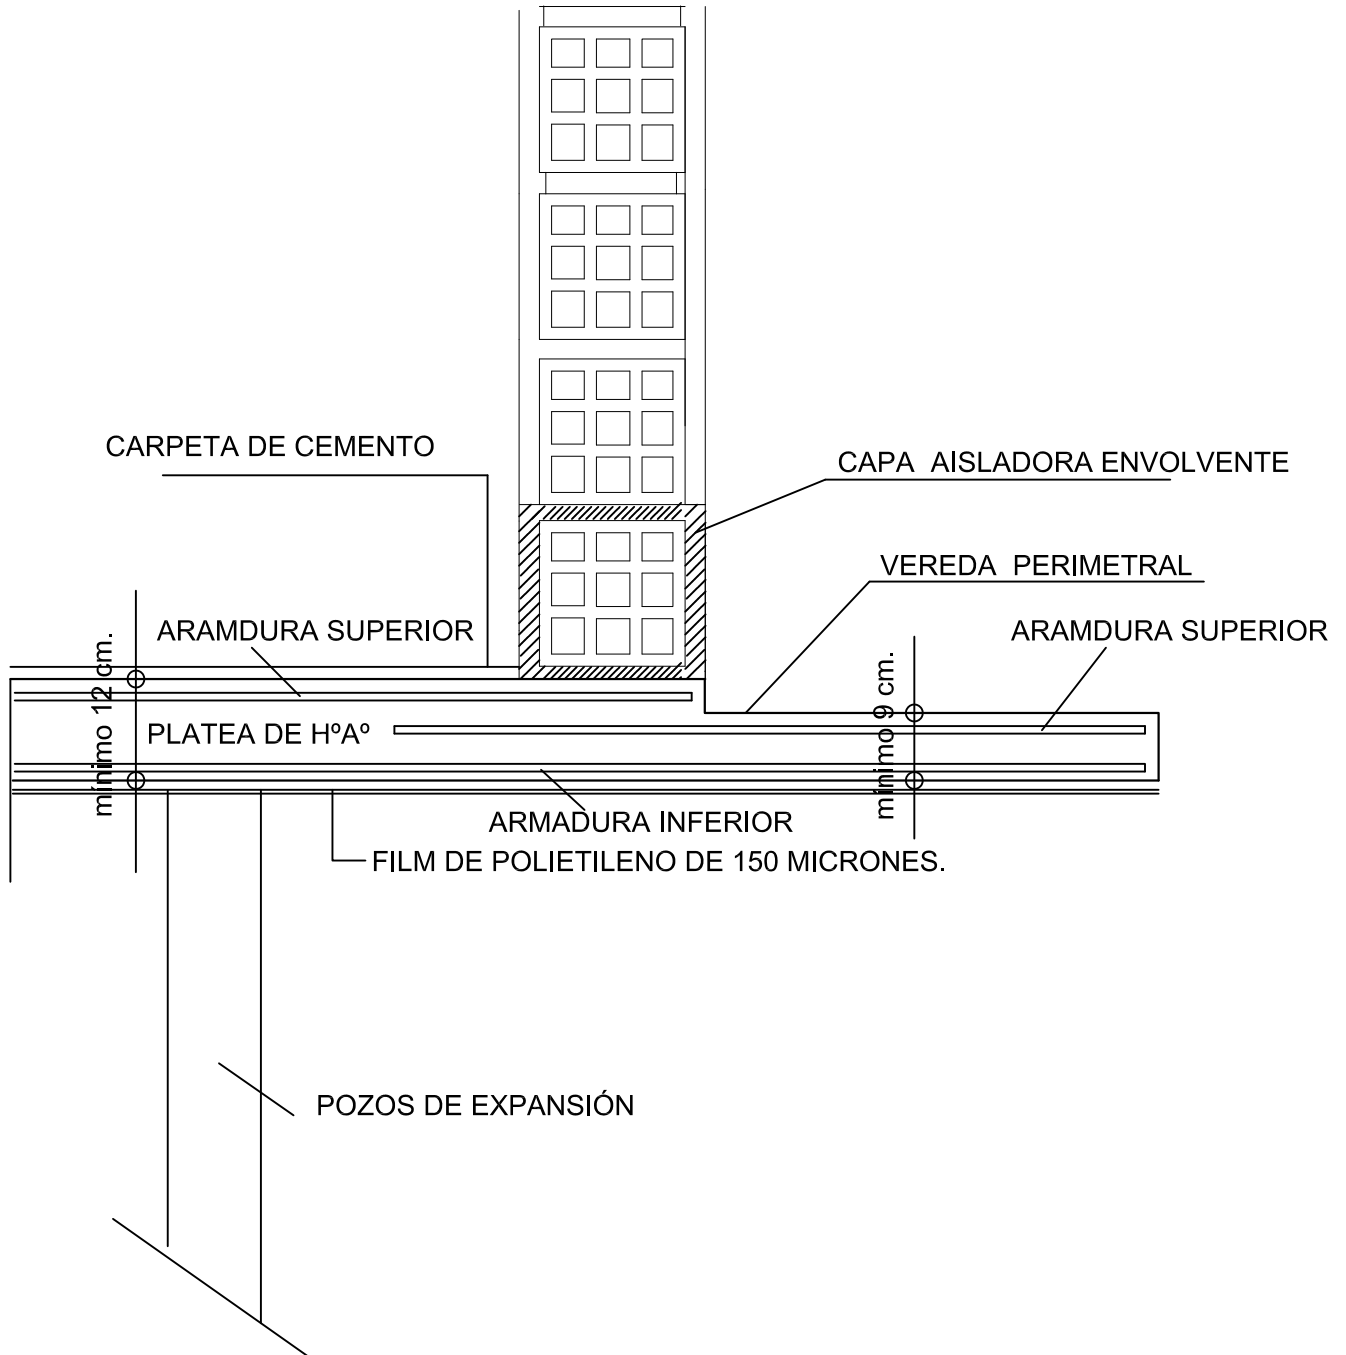 CARPETA DE CEMENTO
CAPA AISLADORA ENVOLVENTE
VEREDA PERIMETRAL
ARAMDURA SUPERIOR
ARAMDURA SUPERIOR
mínimo 12 cm.
mínimo 9 cm.
PLATEA DE HºAº
ARMADURA INFERIOR
FILM DE POLIETILENO DE 150 MICRONES.
POZOS DE EXPANSIÓN